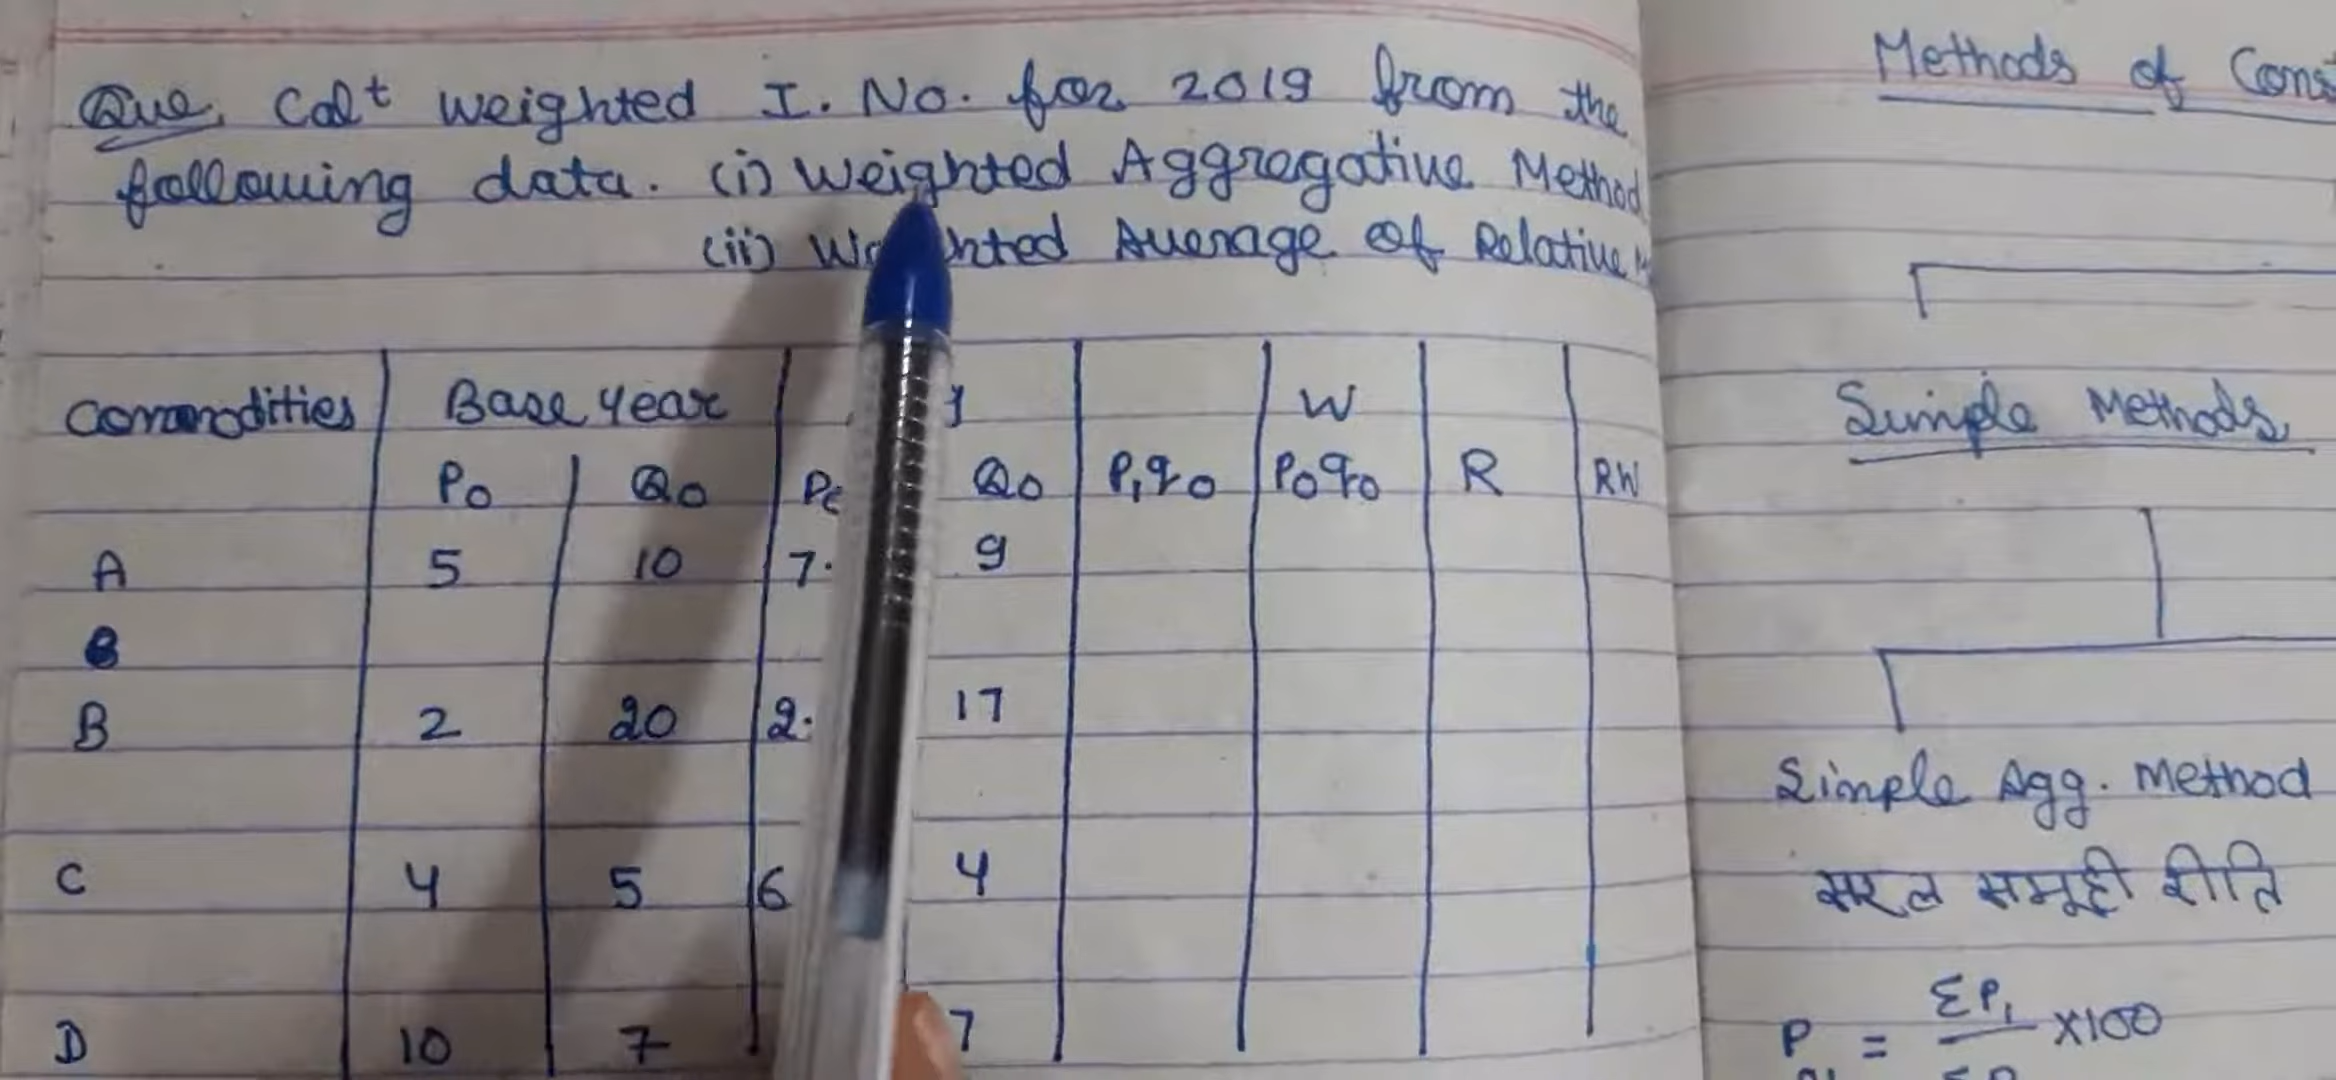 Que. Calt weighted I. No. for 2019 from the
following data. (i) Weighted Aggregative Method
(ii) Average of Relative
Commodities Base year W
P0 Q0 Q0 P1q0 P0q0 R RW
A 5 10 7. 9
B
B 2 20 2. 17
C 4 5 6 4
D 10 7 7
Methods of
Simple Methods
Simple Agg. Method
सरल समूही रीति
P = ΣP1 ×100